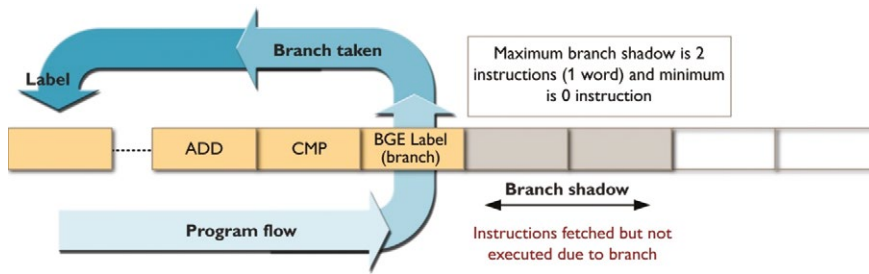 Branch taken
Maximum branch shadow is 2
instructions (1 word) and minimum
is 0 instruction
Label
ADD
CMP
BGE Label
(branch)
Branch shadow
Program flow
Instructions fetched but not
executed due to branch